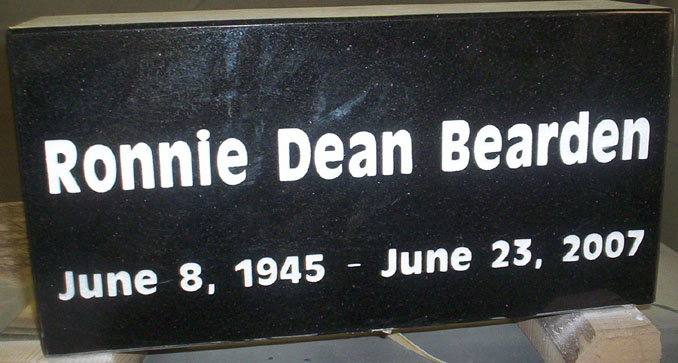 Ronnie Dean Bearden
June 8, 1945 - June 23, 2007